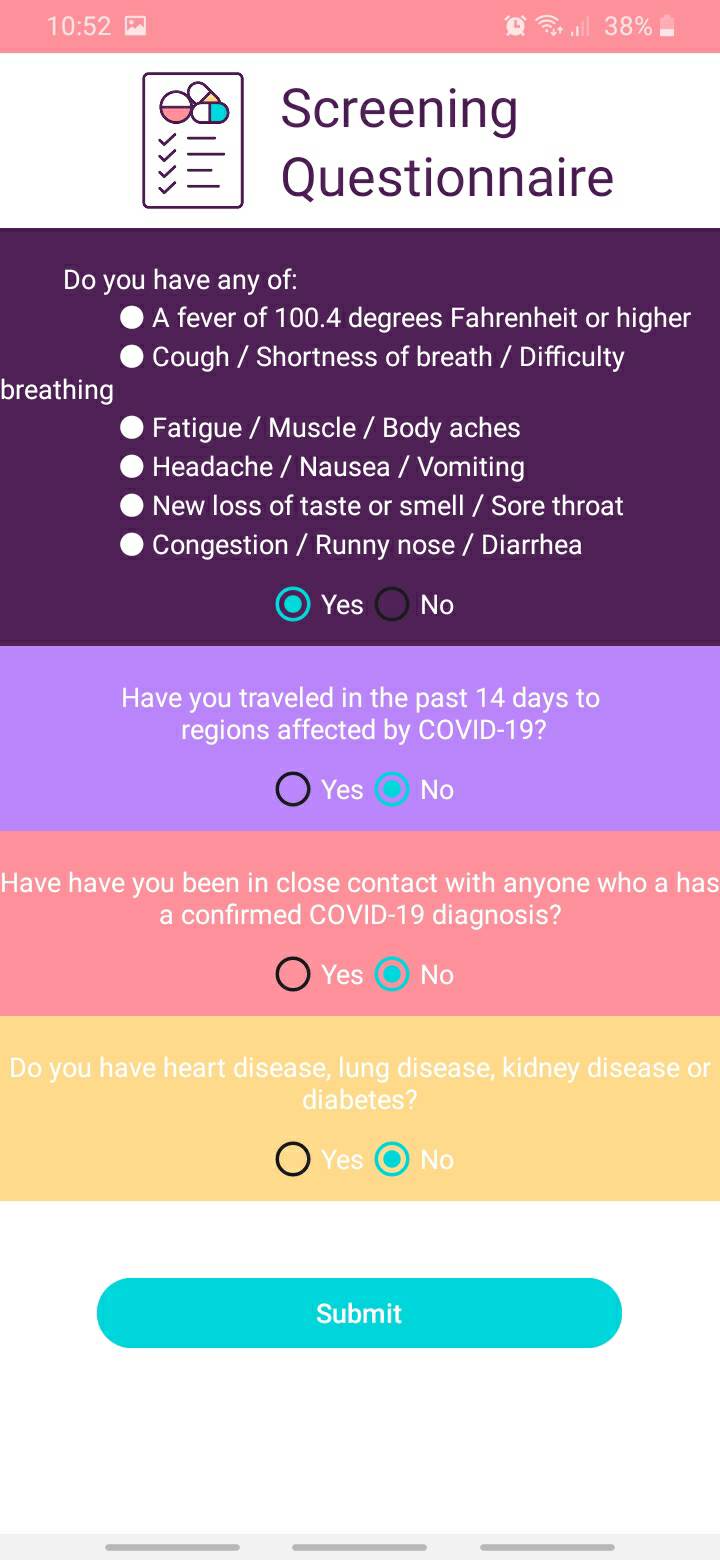 10:52 38%
Screening
Questionnaire
Do you have any of:
● A fever of 100.4 degrees Fahrenheit or higher
● Cough / Shortness of breath / Difficulty
breathing
● Fatigue / Muscle / Body aches
● Headache / Nausea / Vomiting
● New loss of taste or smell / Sore throat
● Congestion / Runny nose / Diarrhea
Yes No
Have you traveled in the past 14 days to
regions affected by COVID-19?
Yes No
Have have you been in close contact with anyone who a has
a confirmed COVID-19 diagnosis?
Yes No
Do you have heart disease, lung disease, kidney disease or
diabetes?
Yes No
Submit